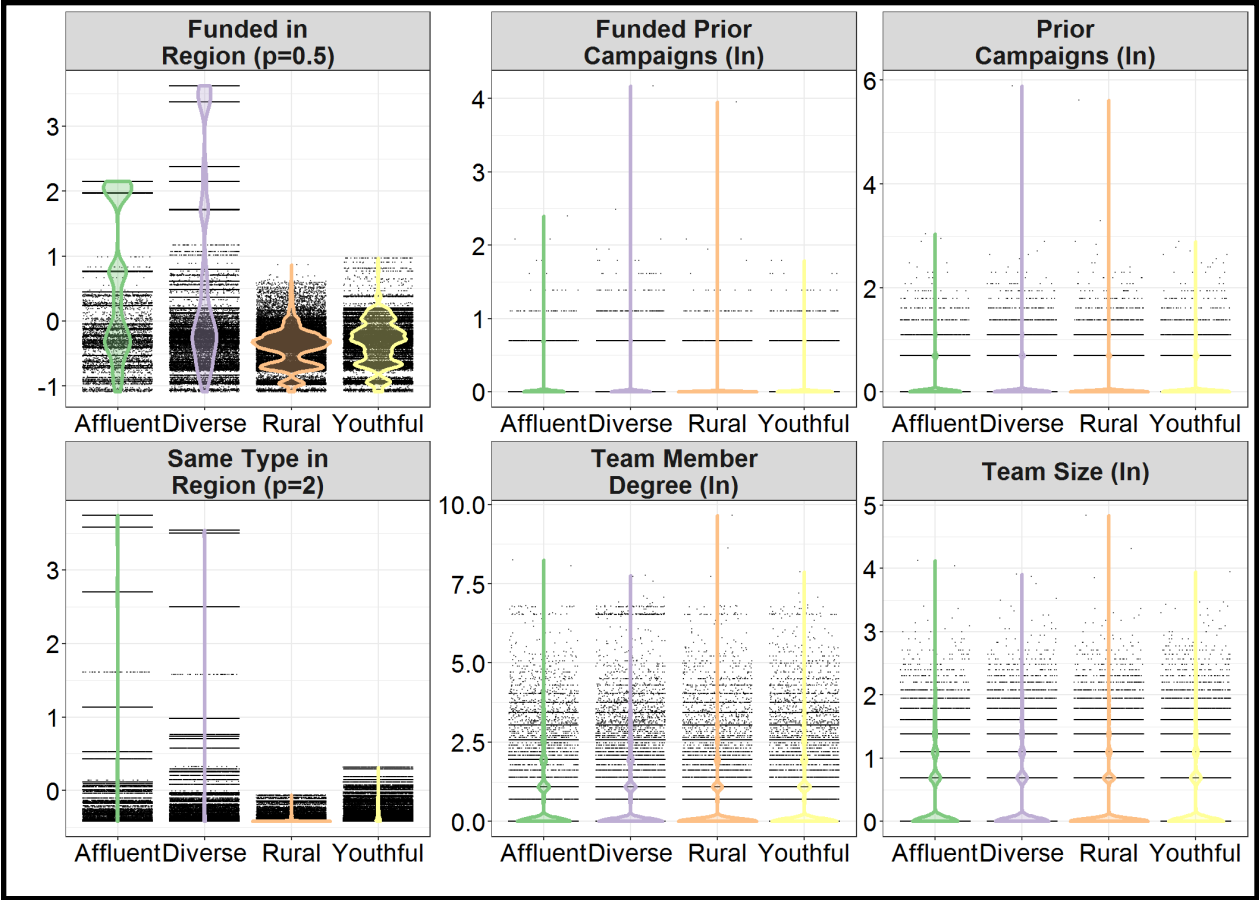 Funded in
Region (p=0.5)
3
2
1
0
-1
Affluent Diverse Rural Youthful
Funded Prior
Campaigns (ln)
4
3
2
1
0
Affluent Diverse Rural Youthful
Prior
Campaigns (ln)
6
4
2
0
Affluent Diverse Rural Youthful
Same Type in
Region (p=2)
3
2
1
0
Affluent Diverse Rural Youthful
Team Member
Degree (ln)
10.0
7.5
5.0
2.5
0.0
Affluent Diverse Rural Youthful
Team Size (ln)
5
4
3
2
1
0
Affluent Diverse Rural Youthful